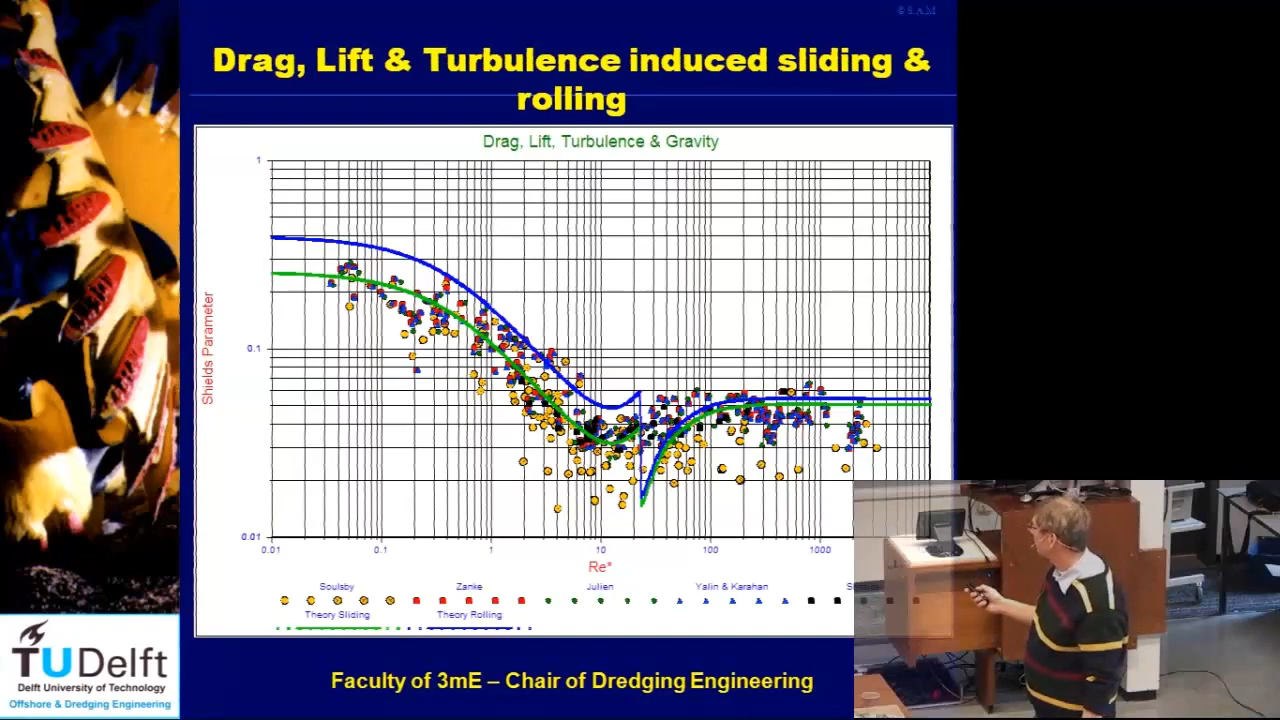 © S.A.M
Drag, Lift & Turbulence induced sliding &
rolling
Drag, Lift, Turbulence & Gravity
1
0.1
0.01
Shields Parameter
0.01 0.1 1 10 100 1000
Re*
Soulsby Zanke Julien Yalin & Karahan
Theory Sliding Theory Rolling
TU Delft
Delft University of Technology
Offshore & Dredging Engineering
Faculty of 3mE – Chair of Dredging Engineering